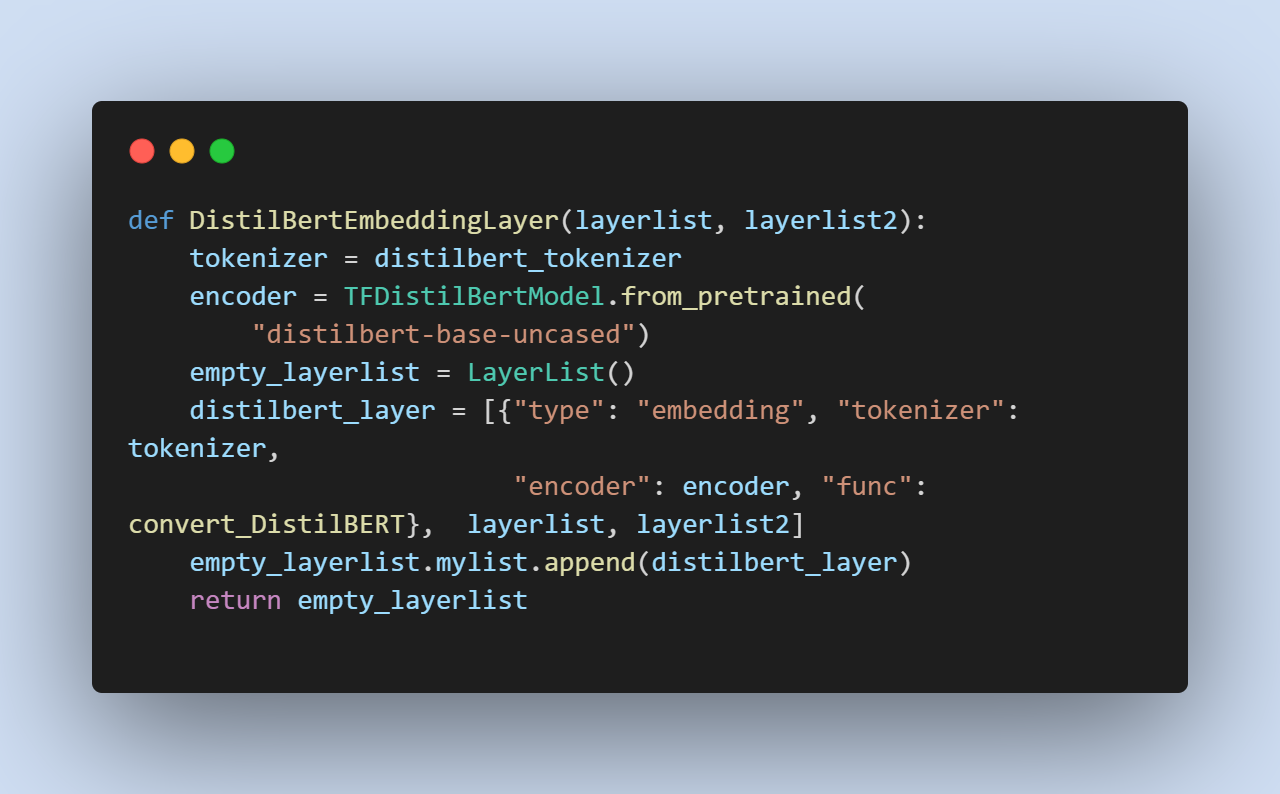 def DistilBertEmbeddingLayer(layerlist, layerlist2):
    tokenizer = distilbert_tokenizer
    encoder = TFDistilBertModel.from_pretrained(
        "distilbert-base-uncased")
    empty_layerlist = LayerList()
    distilbert_layer = [{"type": "embedding", "tokenizer":
tokenizer,
                         "encoder": encoder, "func":
convert_DistilBERT},  layerlist, layerlist2]
    empty_layerlist.mylist.append(distilbert_layer)
    return empty_layerlist